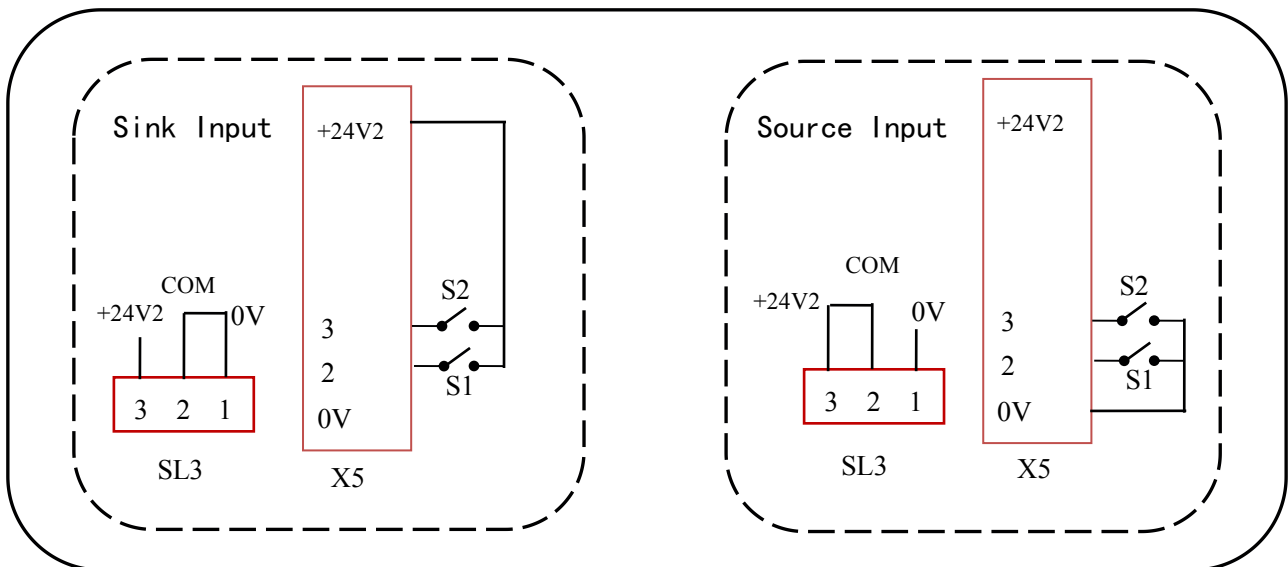 Sink Input
+24V2
COM
+24V2
0V
S2
3
2
S1
0V
3 2 1
SL3
X5
Source Input
+24V2
COM
+24V2
0V
S2
3
2
S1
0V
3 2 1
SL3
X5